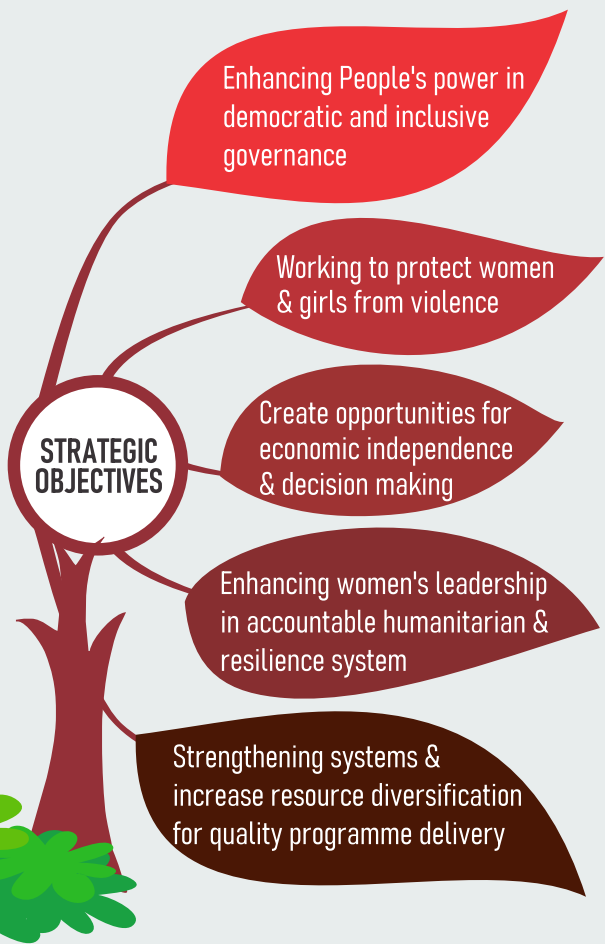 Enhancing People's power in
democratic and inclusive
governance
Working to protect women
& girls from violence
STRATEGIC
OBJECTIVES
Create opportunities for
economic independence
& decision making
Enhancing women's leadership
in accountable humanitarian &
resilience system
Strengthening systems &
increase resource diversification
for quality programme delivery